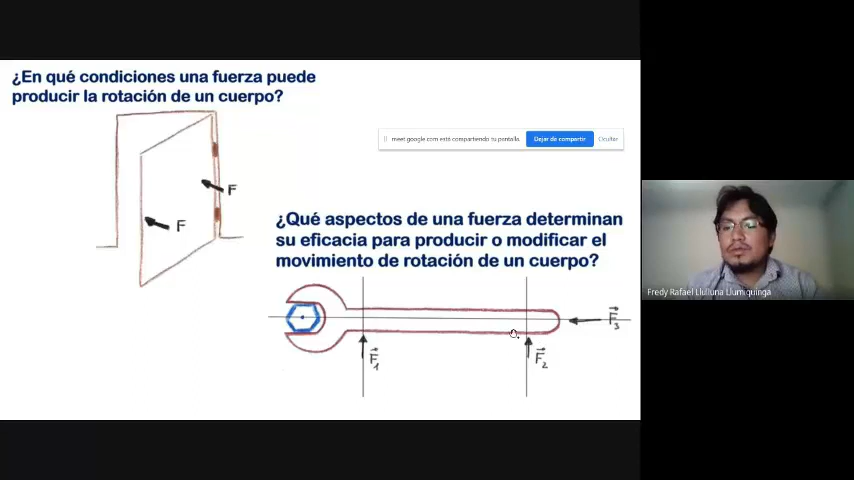 ¿En qué condiciones una fuerza puede
producir la rotación de un cuerpo?
meet.google.com está compartiendo tu pantalla.
Dejar de compartir
Ocultar
F
F
¿Qué aspectos de una fuerza determinan
su eficacia para producir o modificar el
movimiento de rotación de un cuerpo?
F₁
F₂
F₃
Fredy Rafael Llulluna Llumiquinga